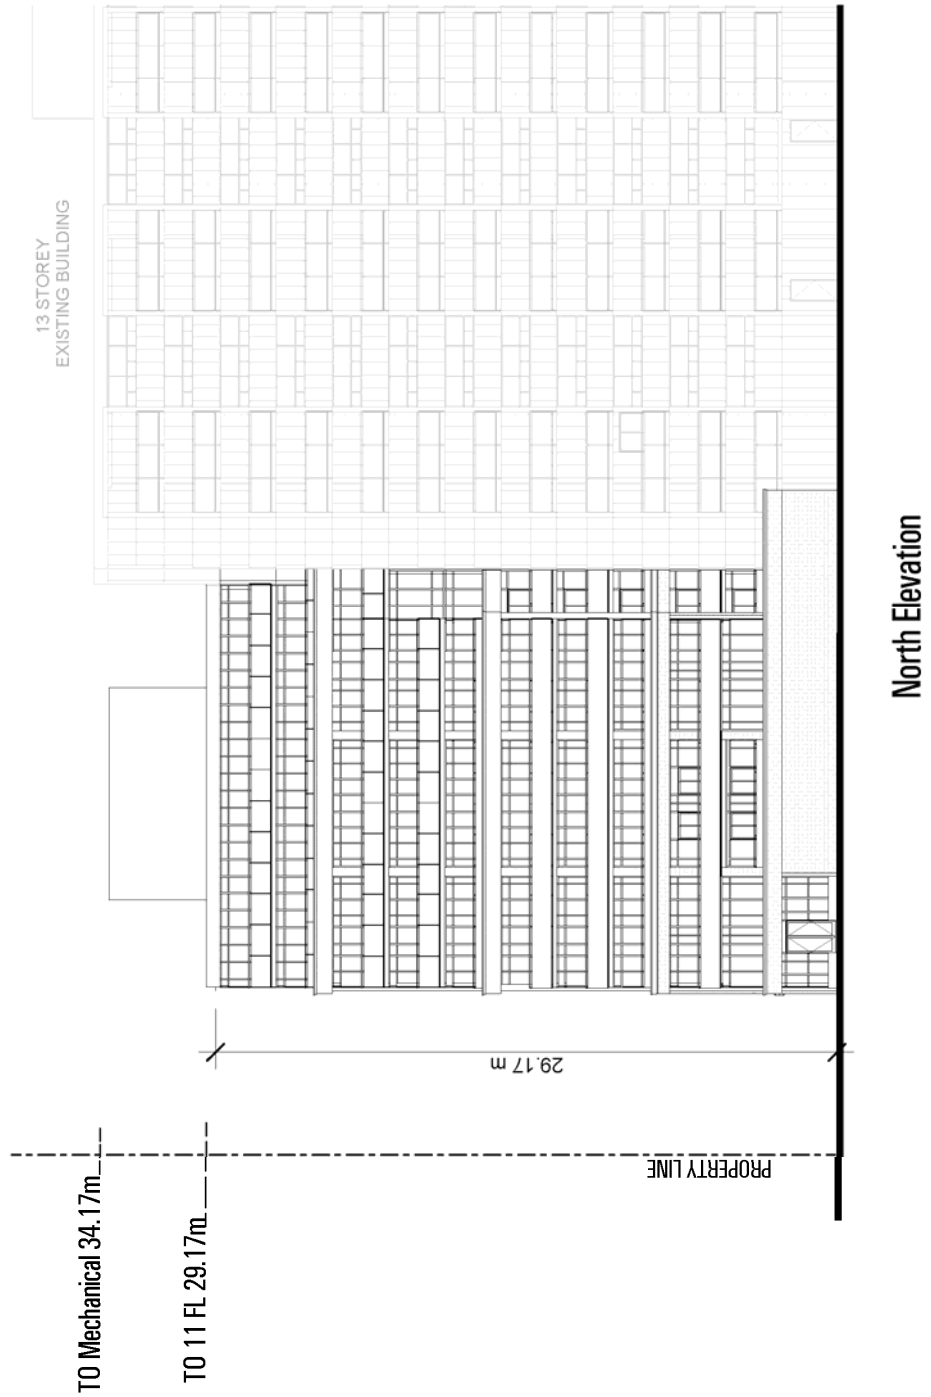 13 STOREY
EXISTING BUILDING
TO Mechanical 34.17m
TO 11 FL 29.17m
29.17 m
PROPERTY LINE
North Elevation